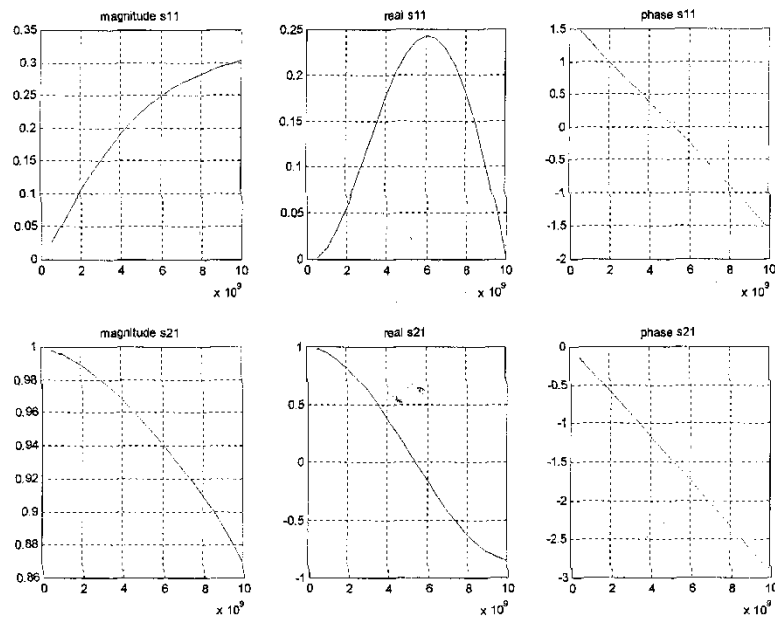 magnitude s11
0.35
0.3
0.25
0.2
0.15
0.1
0.05
0
0 2 4 6 8 10
x 10^9
real s11
0.25
0.2
0.15
0.1
0.05
0
0 2 4 6 8 10
x 10^9
phase s11
1.5
1
0.5
0
-0.5
-1
-1.5
-2
0 2 4 6 8 10
x 10^9
magnitude s21
1
0.98
0.96
0.94
0.92
0.9
0.88
0.86
0 2 4 6 8 10
x 10^9
real s21
1
0.5
0
-0.5
-1
0 2 4 6 8 10
x 10^9
phase s21
0
-0.5
-1
-1.5
-2
-2.5
-3
0 2 4 6 8 10
x 10^9